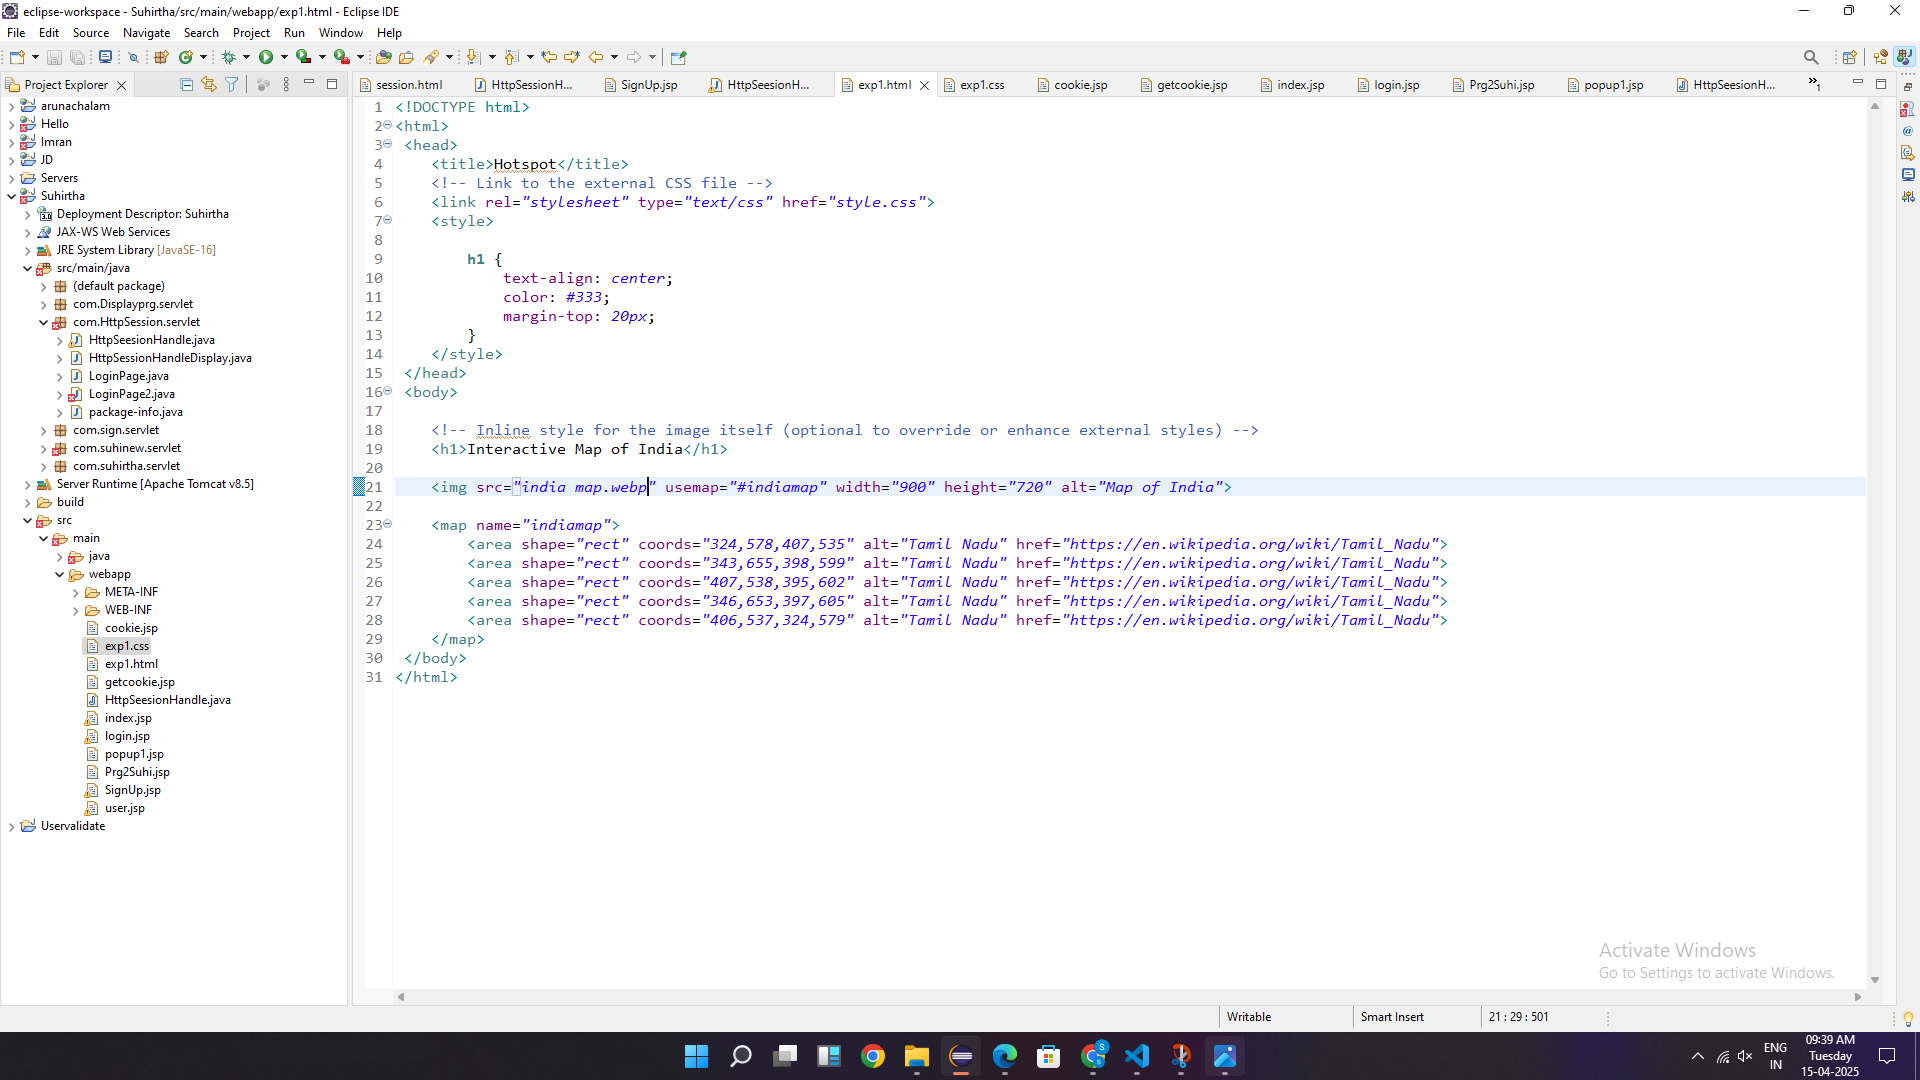 eclipse-workspace - Suhirtha/src/main/webapp/exp1.html - Eclipse IDE
File Edit Source Navigate Search Project Run Window Help
Project Explorer
session.html HttpSessionH... SignUp.jsp HttpSeesionH... exp1.html exp1.css cookie.jsp getcookie.jsp index.jsp login.jsp Prg2Suhi.jsp popup1.jsp HttpSeesionH... »1
arunachalam
Hello
Imran
JD
Servers
Suhirtha
Deployment Descriptor: Suhirtha
JAX-WS Web Services
JRE System Library [JavaSE-16]
src/main/java
(default package)
com.Displayprg.servlet
com.HttpSession.servlet
HttpSeesionHandle.java
HttpSessionHandleDisplay.java
LoginPage.java
LoginPage2.java
package-info.java
com.sign.servlet
com.suhinew.servlet
com.suhirtha.servlet
Server Runtime [Apache Tomcat v8.5]
build
src
main
java
webapp
META-INF
WEB-INF
cookie.jsp
exp1.css
exp1.html
getcookie.jsp
HttpSeesionHandle.java
index.jsp
login.jsp
popup1.jsp
Prg2Suhi.jsp
SignUp.jsp
user.jsp
Uservalidate
1 <!DOCTYPE html>
2 <html>
3 <head>
4 <title>Hotspot</title>
5 <!-- Link to the external CSS file -->
6 <link rel="stylesheet" type="text/css" href="style.css">
7 <style>
8
9 h1 {
10 text-align: center;
11 color: #333;
12 margin-top: 20px;
13 }
14 </style>
15 </head>
16 <body>
17
18 <!-- Inline style for the image itself (optional to override or enhance external styles) -->
19 <h1>Interactive Map of India</h1>
20
21 <img src="india map.webp" usemap="#indiamap" width="900" height="720" alt="Map of India">
22
23 <map name="indiamap">
24 <area shape="rect" coords="324,578,407,535" alt="Tamil Nadu" href="https://en.wikipedia.org/wiki/Tamil_Nadu">
25 <area shape="rect" coords="343,655,398,599" alt="Tamil Nadu" href="https://en.wikipedia.org/wiki/Tamil_Nadu">
26 <area shape="rect" coords="407,538,395,602" alt="Tamil Nadu" href="https://en.wikipedia.org/wiki/Tamil_Nadu">
27 <area shape="rect" coords="346,653,397,605" alt="Tamil Nadu" href="https://en.wikipedia.org/wiki/Tamil_Nadu">
28 <area shape="rect" coords="406,537,324,579" alt="Tamil Nadu" href="https://en.wikipedia.org/wiki/Tamil_Nadu">
29 </map>
30 </body>
31 </html>
Activate Windows
Go to Settings to activate Windows.
Writable Smart Insert 21 : 29 : 501
ENG
IN
09:39 AM
Tuesday
15-04-2025